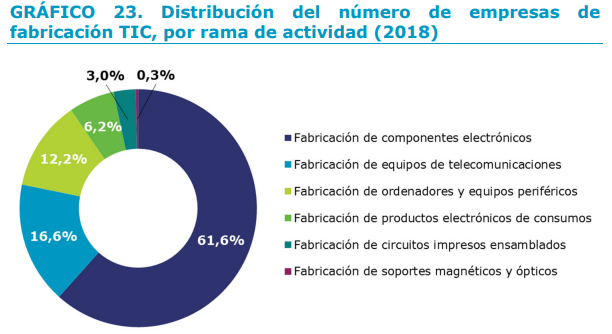 GRÁFICO 23. Distribución del número de empresas de
fabricación TIC, por rama de actividad (2018)
3,0%
0,3%
6,2%
12,2%
16,6%
61,6%
Fabricación de componentes electrónicos
Fabricación de equipos de telecomunicaciones
Fabricación de ordenadores y equipos periféricos
Fabricación de productos electrónicos de consumos
Fabricación de circuitos impresos ensamblados
Fabricación de soportes magnéticos y ópticos